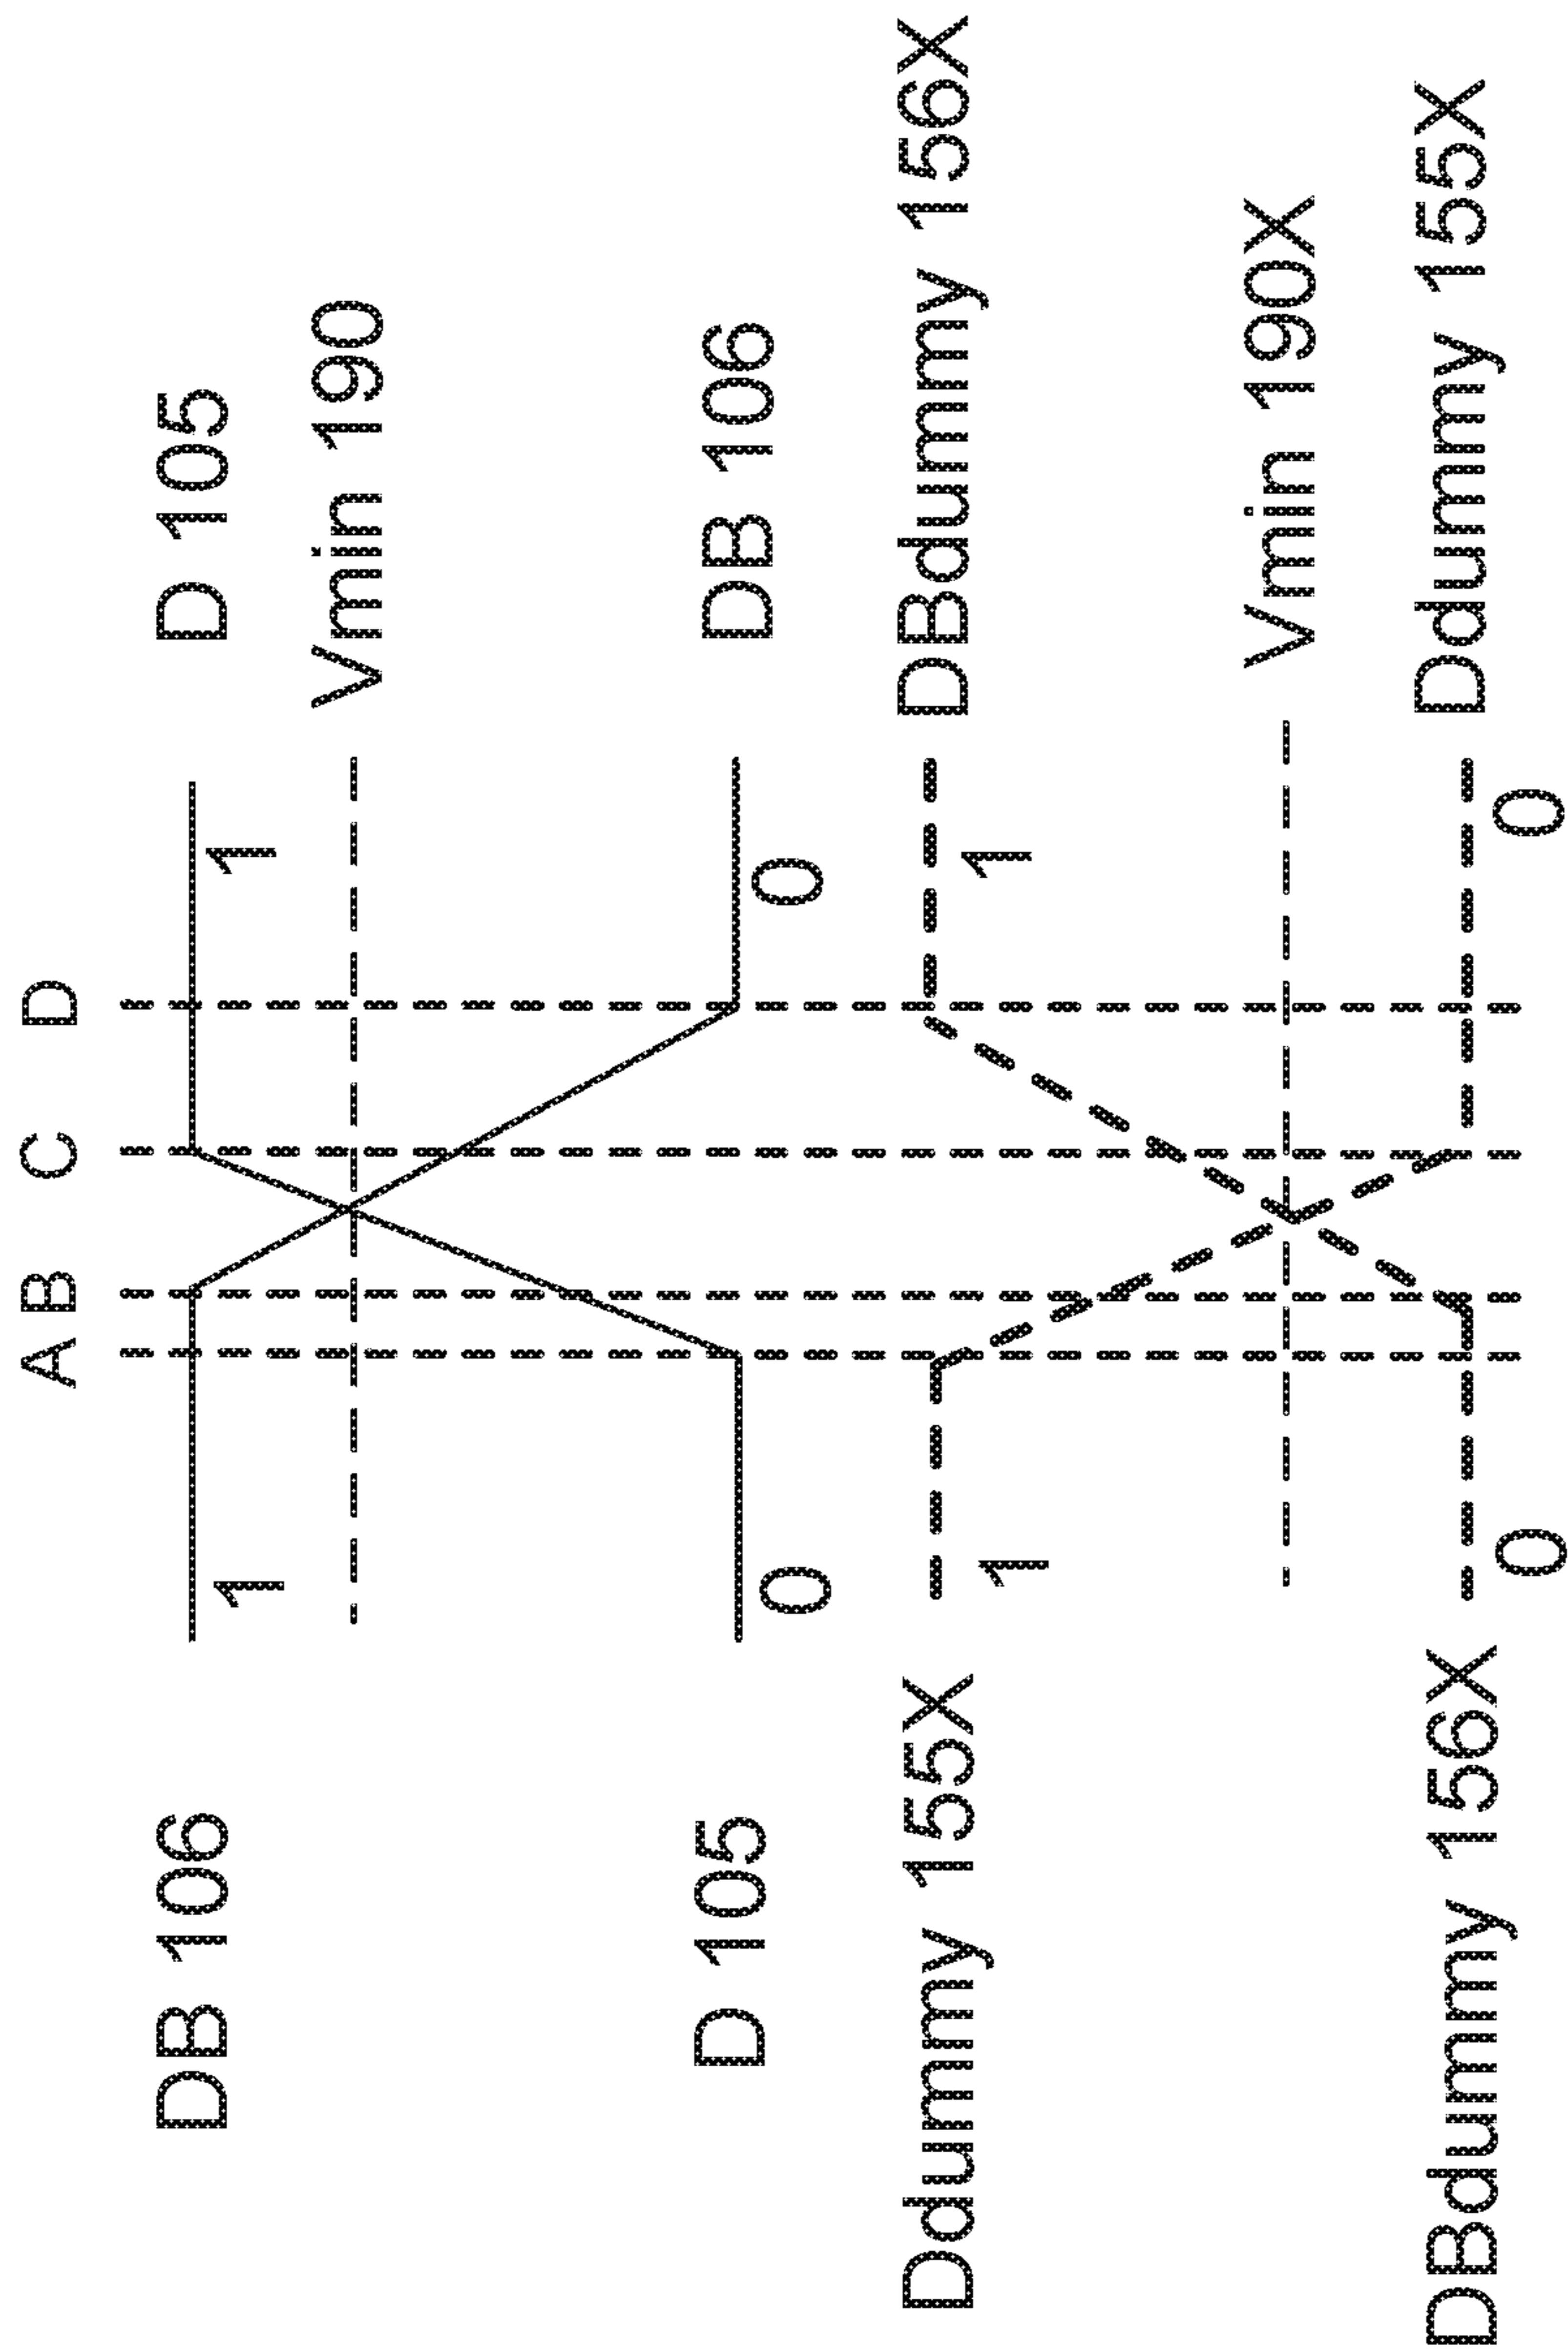 A B C D
DB 106
D 105
1
1
Vmin 190
D 105
DB 106
0
0
Ddummy 155X
DBdummy 156X
1
1
Vmin 190X
DBdummy 156X
Ddummy 155X
0
0